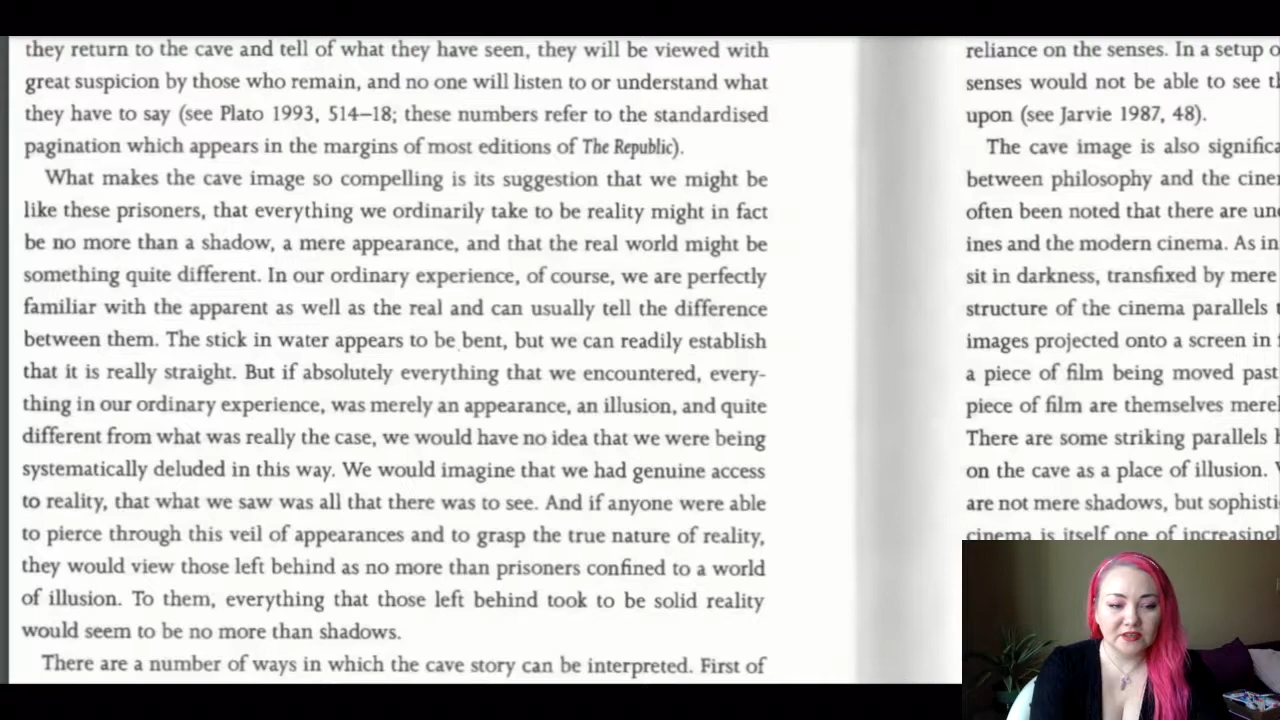 they return to the cave and tell of what they have seen, they will be viewed with
great suspicion by those who remain, and no one will listen to or understand what
they have to say (see Plato 1993, 514–18; these numbers refer to the standardised
pagination which appears in the margins of most editions of The Republic).
What makes the cave image so compelling is its suggestion that we might be
like these prisoners, that everything we ordinarily take to be reality might in fact
be no more than a shadow, a mere appearance, and that the real world might be
something quite different. In our ordinary experience, of course, we are perfectly
familiar with the apparent as well as the real and can usually tell the difference
between them. The stick in water appears to be bent, but we can readily establish
that it is really straight. But if absolutely everything that we encountered, every-
thing in our ordinary experience, was merely an appearance, an illusion, and quite
different from what was really the case, we would have no idea that we were being
systematically deluded in this way. We would imagine that we had genuine access
to reality, that what we saw was all that there was to see. And if anyone were able
to pierce through this veil of appearances and to grasp the true nature of reality,
they would view those left behind as no more than prisoners confined to a world
of illusion. To them, everything that those left behind took to be solid reality
would seem to be no more than shadows.
There are a number of ways in which the cave story can be interpreted. First of
reliance on the senses. In a setup
senses would not be able to see
upon (see Jarvie 1987, 48).
The cave image is also
between philosophy and the
often been noted that there are
ines and the modern cinema. As in
sit in darkness, transfixed by mere
structure of the cinema parallels
images projected onto a screen in
a piece of film being moved past
piece of film are themselves
There are some striking parallels
on the cave as a place of illusion.
are not mere shadows, but
cinema is itself one of